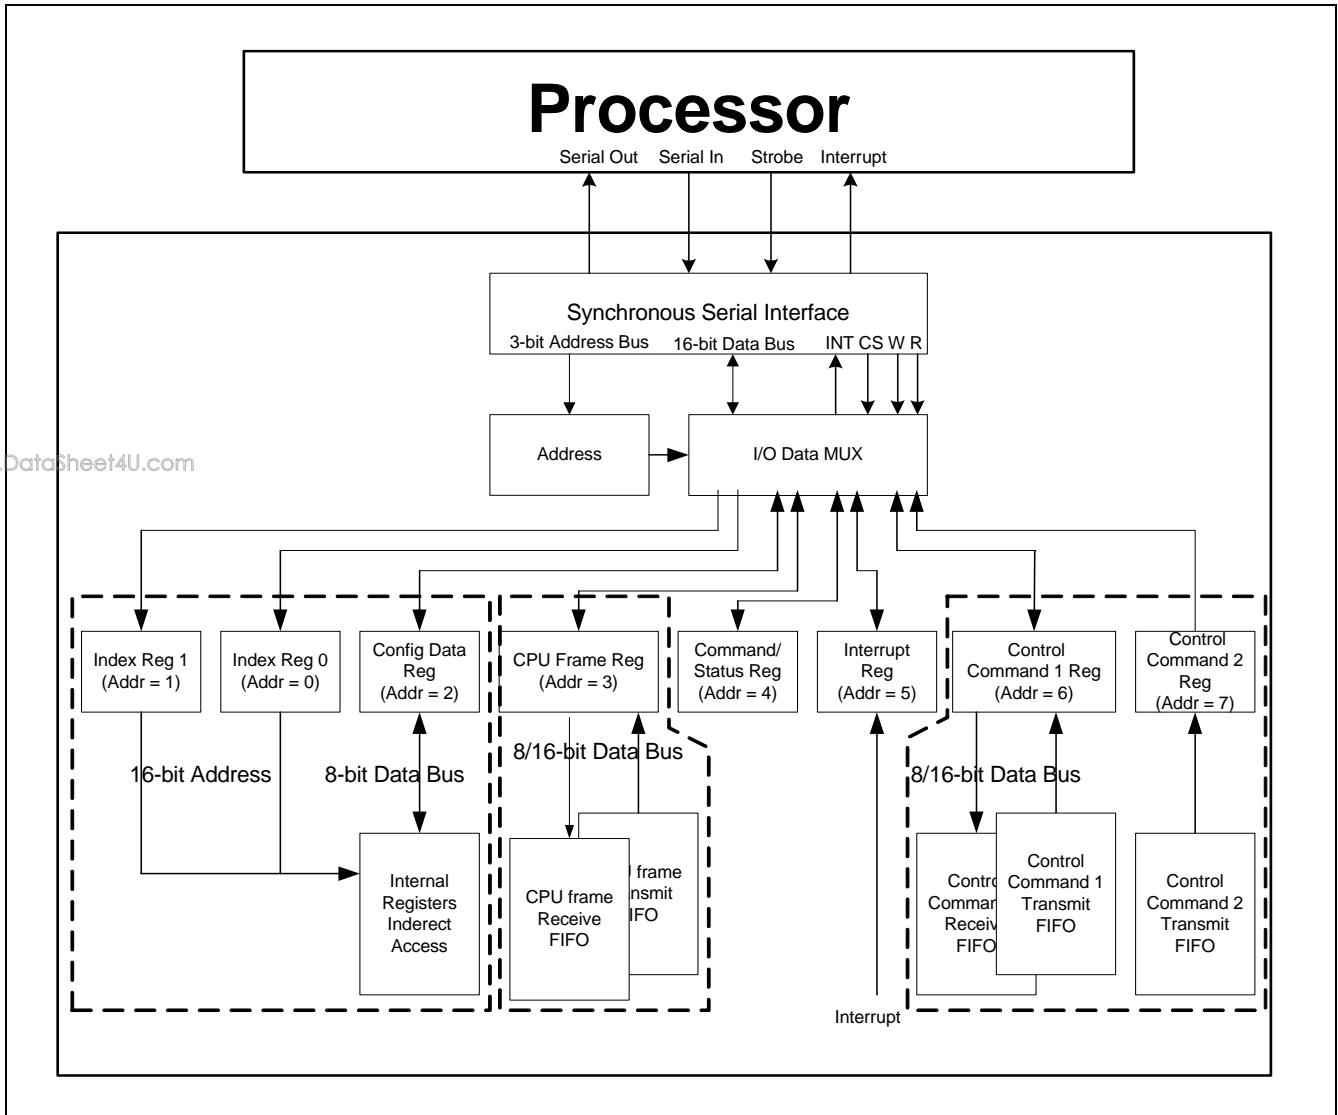 Processor
Serial Out Serial In Strobe Interrupt
Synchronous Serial Interface
3-bit Address Bus 16-bit Data Bus INT CS W R
Address
I/O Data MUX
.DataSheet4U.com
Index Reg 1
(Addr = 1)
Index Reg 0
(Addr = 0)
Config Data
Reg
(Addr = 2)
CPU Frame Reg
(Addr = 3)
Command/
Status Reg
(Addr = 4)
Interrupt
Reg
(Addr = 5)
Control
Command 1 Reg
(Addr = 6)
Control
Command 2
Reg
(Addr = 7)
16-bit Address
8-bit Data Bus
8/16-bit Data Bus
8/16-bit Data Bus
Internal
Registers
Inderect
Access
CPU frame
Receive
FIFO
frame
Control
Command 1
Transmit
FIFO
FIFO
Control
Command 2
Transmit
FIFO
Interrupt